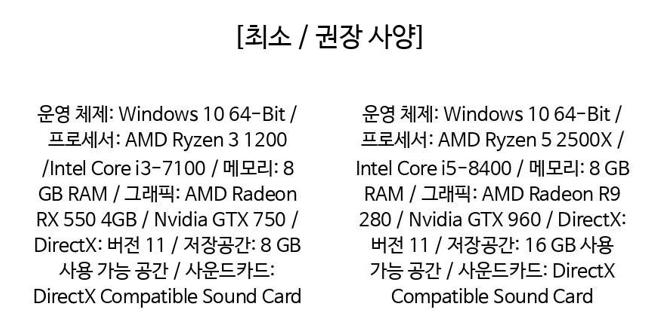 [최소 / 권장 사양]
운영 체제: Windows 10 64-Bit /
프로세서: AMD Ryzen 3 1200
/Intel Core i3-7100 / 메모리: 8
GB RAM / 그래픽: AMD Radeon
RX 550 4GB / Nvidia GTX 750 /
DirectX: 버전 11 / 저장공간: 8 GB
사용 가능 공간 / 사운드카드:
DirectX Compatible Sound Card
운영 체제: Windows 10 64-Bit /
프로세서: AMD Ryzen 5 2500X /
Intel Core i5-8400 / 메모리: 8 GB
RAM / 그래픽: AMD Radeon R9
280 / Nvidia GTX 960 / DirectX:
버전 11 / 저장공간: 16 GB 사용
가능 공간 / 사운드카드: DirectX
Compatible Sound Card